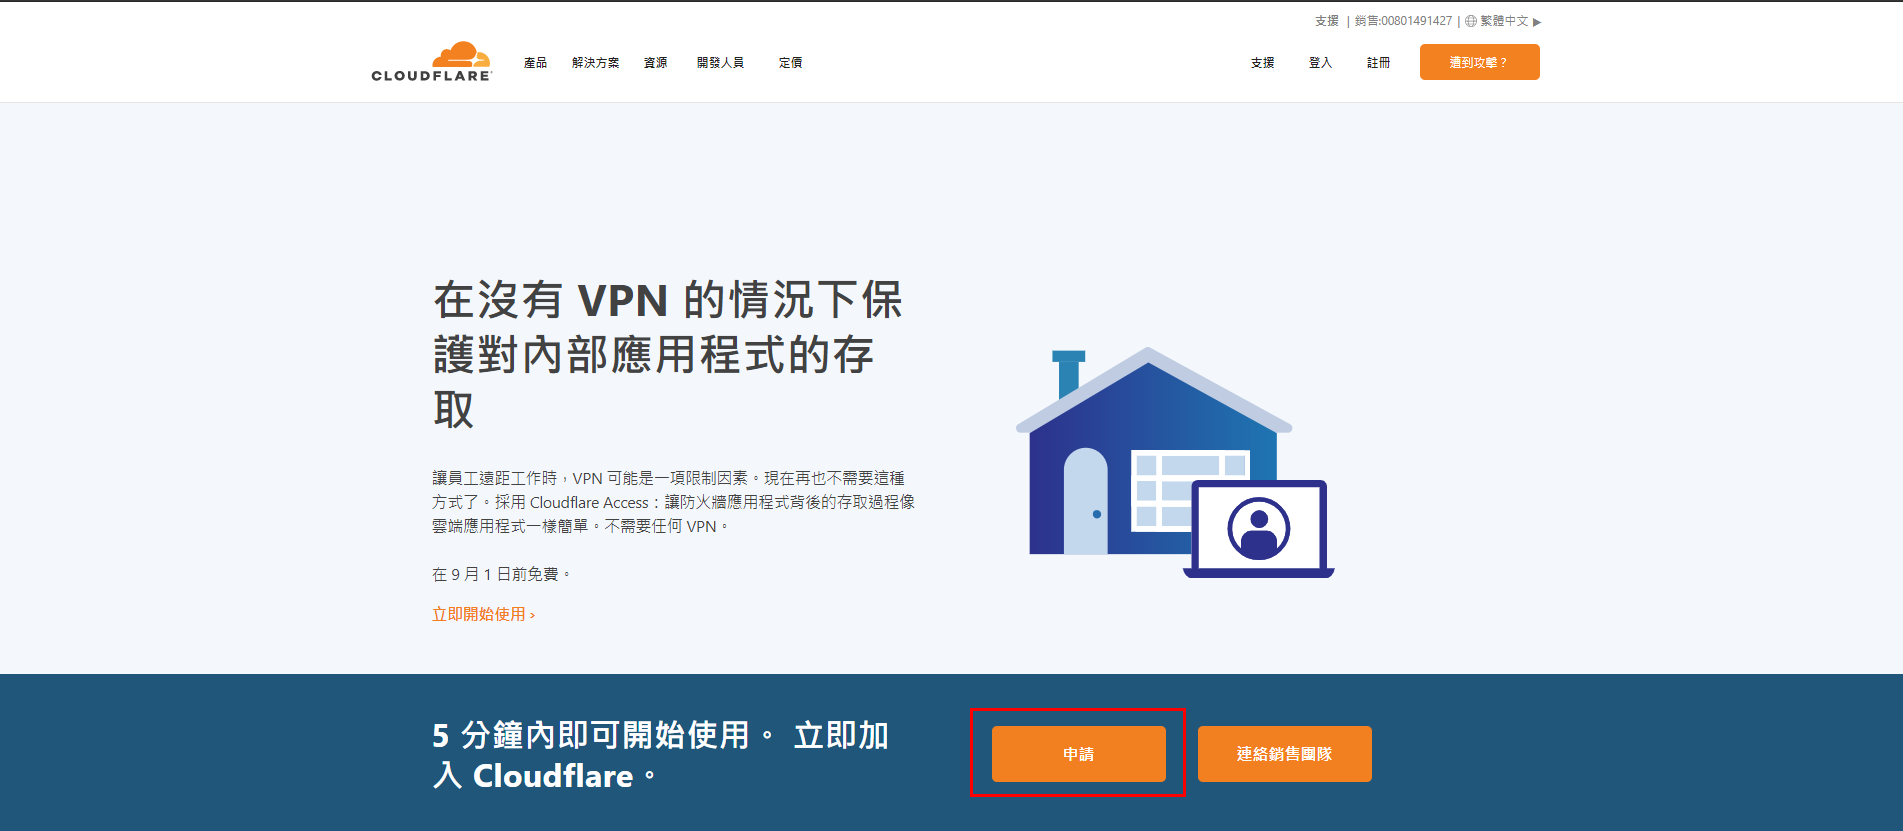 支援 | 銷售:00801491427 | 繁體中文 ▶
CLOUDFLARE
產品 解決方案 資源 開發人員 定價 支援 登入 註冊 遭到攻擊？
在沒有 VPN 的情況下保
護對內部應用程式的存
取
讓員工遠距工作時，VPN 可能是一項限制因素。現在再也不需要這種
方式了。採用 Cloudflare Access：讓防火牆應用程式背後的存取過程像
雲端應用程式一樣簡單。不需要任何 VPN。
在 9 月 1 日前免費。
立即開始使用 ›
5 分鐘內即可開始使用。 立即加
入 Cloudflare。
申請
連絡銷售團隊